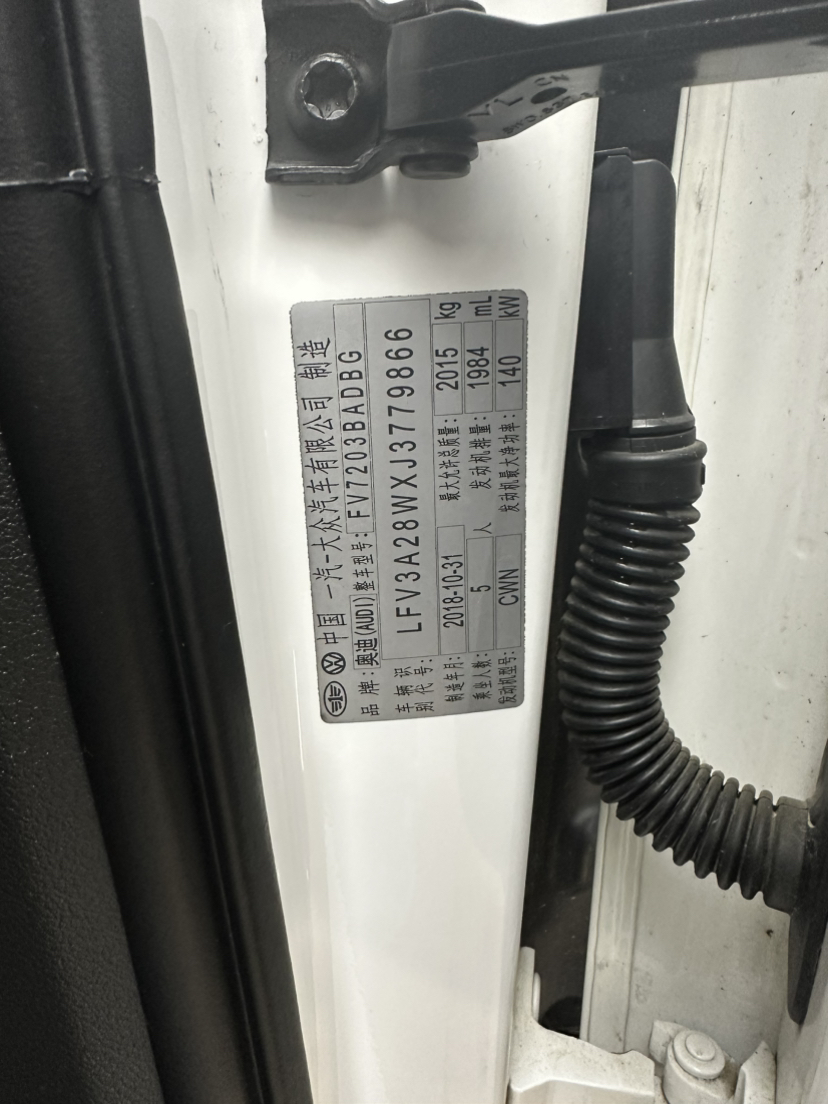 中国 一汽-大众汽车有限公司 制造
品 牌: 奥迪(AUDI) 整车型号: FV7203BADBG
车辆识别代号: LFV3A28WXJ3779866
制造年月: 2018-10-31 最大允许总质量: 2015 kg
乘坐人数: 5 人 发动机排量: 1984 mL
发动机型号: CWN 发动机最大净功率: 140 kW
CN